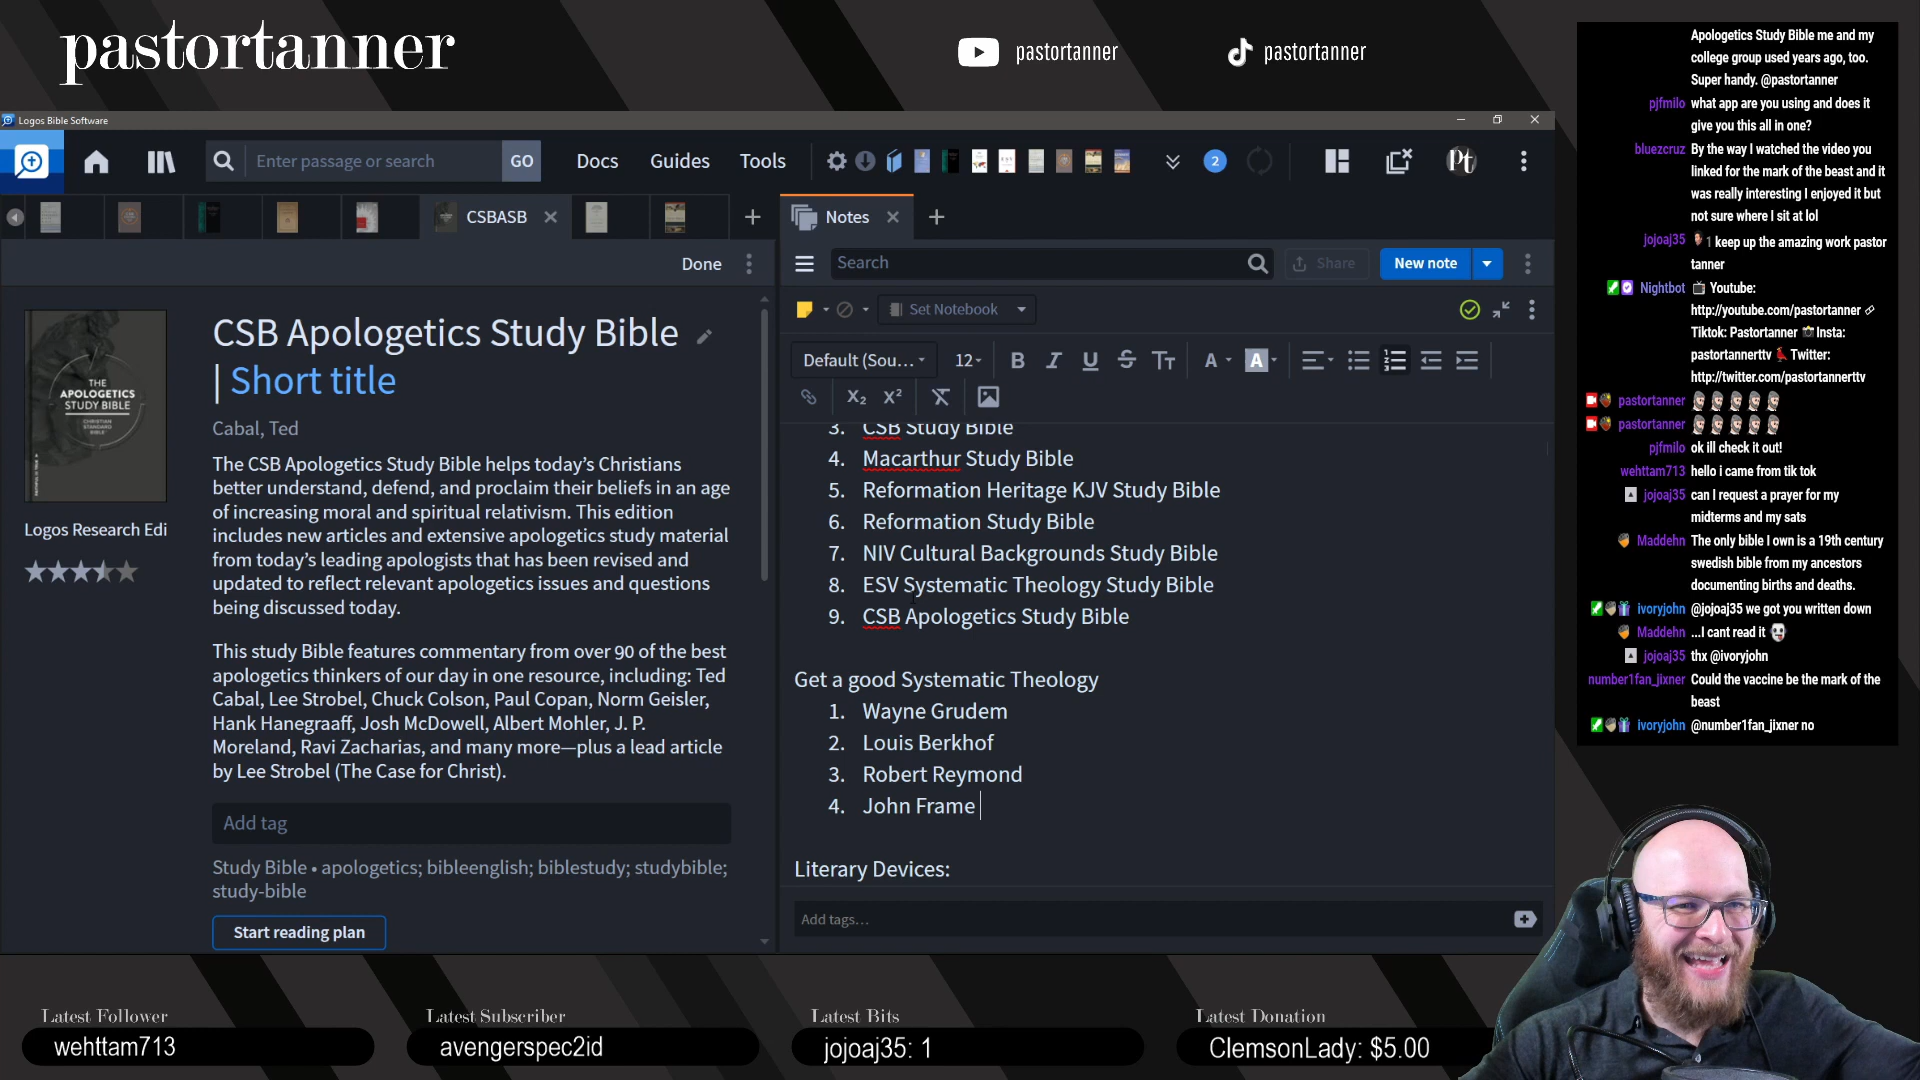 pastortanner
pastortanner
pastortanner
Logos Bible Software
Enter passage or search
GO
Docs
Guides
Tools
2
Pt
CSBASB
Done
CSB Apologetics Study Bible
| Short title
Cabal, Ted
THE
APOLOGETICS
STUDY BIBLE
Logos Research Edi
The CSB Apologetics Study Bible helps today's Christians
better understand, defend, and proclaim their beliefs in an age
of increasing moral and spiritual relativism. This edition
includes new articles and extensive apologetics study material
from today's leading apologists that has been revised and
updated to reflect relevant apologetics issues and questions
being discussed today.
This study Bible features commentary from over 90 of the best
apologetics thinkers of our day in one resource, including: Ted
Cabal, Lee Strobel, Chuck Colson, Paul Copan, Norm Geisler,
Hank Hanegraaff, Josh McDowell, Albert Mohler, J. P.
Moreland, Ravi Zacharias, and many more—plus a lead article
by Lee Strobel (The Case for Christ).
Add tag
Study Bible • apologetics; bibleenglish; biblestudy; studybible;
study-bible
Start reading plan
Notes
Search
Share
New note
Set Notebook
Default (Sou...
12
3. CSB Study Bible
4. Macarthur Study Bible
5. Reformation Heritage KJV Study Bible
6. Reformation Study Bible
7. NIV Cultural Backgrounds Study Bible
8. ESV Systematic Theology Study Bible
9. CSB Apologetics Study Bible
Get a good Systematic Theology
1. Wayne Grudem
2. Louis Berkhof
3. Robert Reymond
4. John Frame
Literary Devices:
Add tags...
Apologetics Study Bible me and my
college group used years ago, too.
Super handy. @pastortanner
pjfmilo what app are you using and does it
give you this all in one?
bluezcruz By the way I watched the video you
linked for the mark of the beast and it
was really interesting I enjoyed it but
not sure where I sit at lol
jojoaj35 1 keep up the amazing work pastor
tanner
Nightbot Youtube:
http://youtube.com/pastortanner
Tiktok: Pastortanner Insta:
pastortannerttv Twitter:
http://twitter.com/pastortannerttv
pastortanner
pastortanner
pjfmilo ok ill check it out!
wehttam713 hello i came from tik tok
jojoaj35 can I request a prayer for my
midterms and my sats
Maddehn The only bible I own is a 19th century
swedish bible from my ancestors
documenting births and deaths.
ivoryjohn @jojoaj35 we got you written down
Maddehn ...I cant read it
jojoaj35 thx @ivoryjohn
number1fan_jixner Could the vaccine be the mark of the
beast
ivoryjohn @number1fan_jixner no
Latest Follower
wehttam713
Latest Subscriber
avengerspec2id
Latest Bits
jojoaj35: 1
Latest Donation
ClemsonLady: $5.00